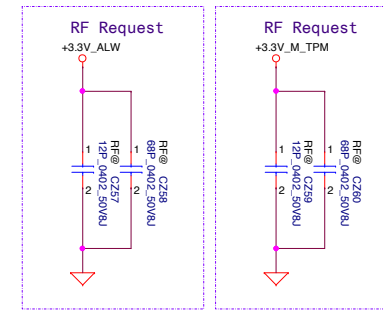 RF Request
+3.3V_ALW
1
2
RF@ CZ57
12P_0402_50V8J
1
2
RF@ CZ58
68P_0402_50V8J
RF Request
+3.3V_M_TPM
1
2
RF@ CZ59
12P_0402_50V8J
1
2
RF@ CZ60
68P_0402_50V8J